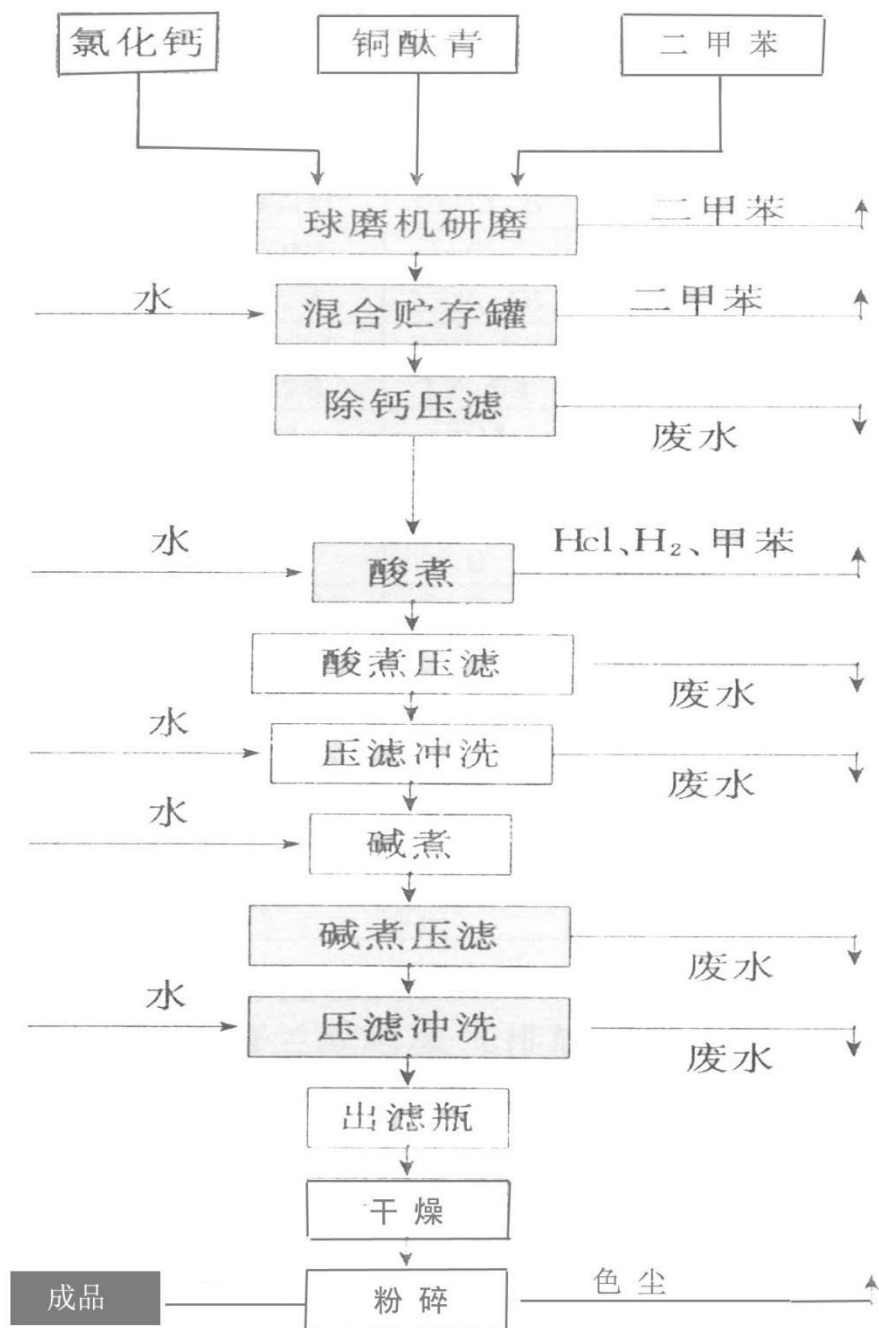 氯化钙
铜酞青
二甲苯
球磨机研磨
二甲苯
水
混合贮存罐
二甲苯
除钙压滤
废水
水
酸煮
Hcl、H₂、甲苯
酸煮压滤
废水
水
压滤冲洗
废水
水
碱煮
碱煮压滤
废水
水
压滤冲洗
废水
出滤瓶
干燥
成品
粉碎
色尘